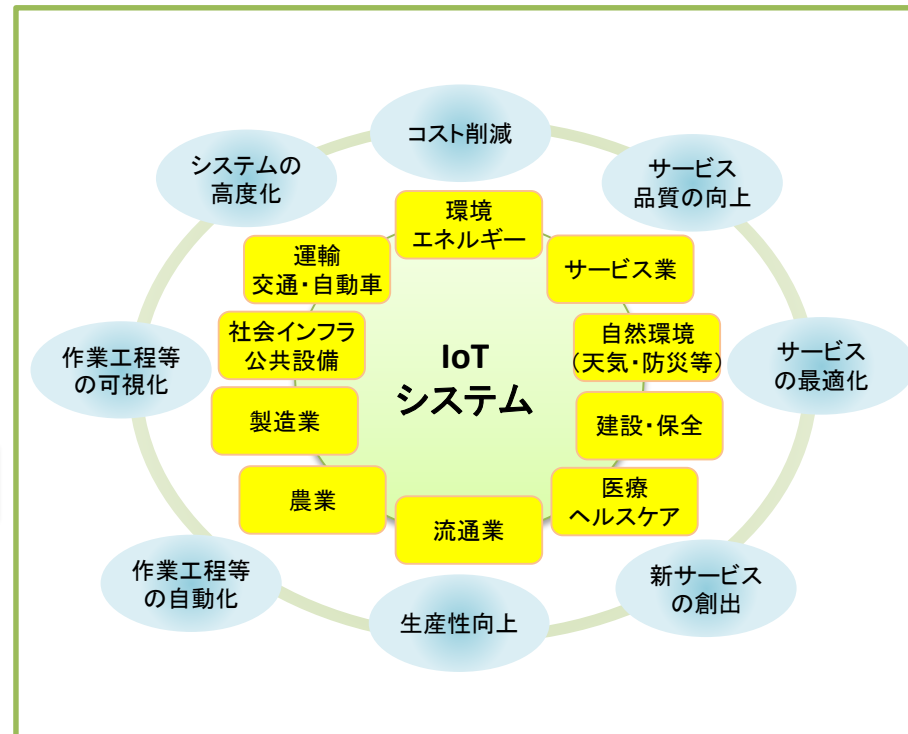 コスト削減
システムの
高度化
サービス
品質の向上
環境
エネルギー
運輸
交通・自動車
サービス業
社会インフラ
公共設備
自然環境
(天気・防災等)
作業工程等
の可視化
IoT
システム
サービス
の最適化
製造業
建設・保全
農業
医療
ヘルスケア
流通業
作業工程等
の自動化
新サービス
の創出
生産性向上